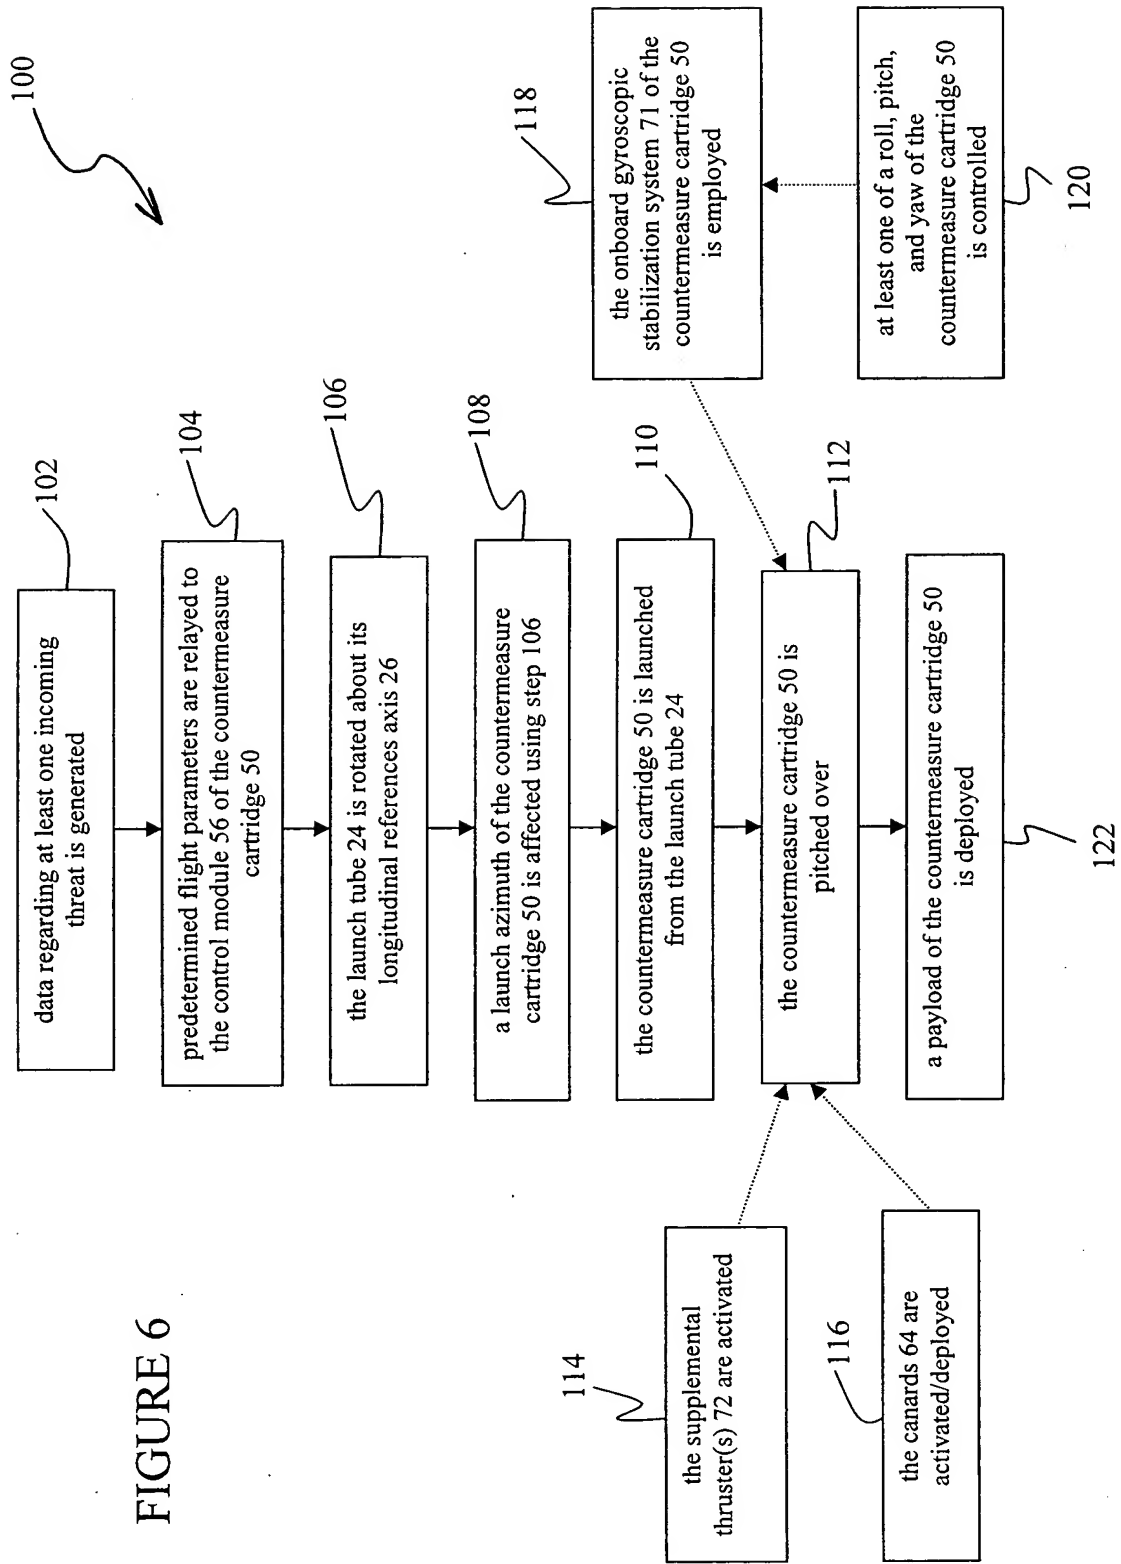 FIGURE 6
100
102
data regarding at least one incoming
threat is generated
104
predetermined flight parameters are relayed to
the control module 56 of the countermeasure
cartridge 50
106
the launch tube 24 is rotated about its
longitudinal references axis 26
108
a launch azimuth of the countermeasure
cartridge 50 is affected using step 106
110
the countermeasure cartridge 50 is launched
from the launch tube 24
112
the countermeasure cartridge 50 is
pitched over
114
the supplemental
thruster(s) 72 are activated
116
the canards 64 are
activated/deployed
118
the onboard gyroscopic
stabilization system 71 of the
countermeasure cartridge 50
is employed
at least one of a roll, pitch,
and yaw of the
countermeasure cartridge 50
is controlled
120
a payload of the countermeasure cartridge 50
is deployed
122